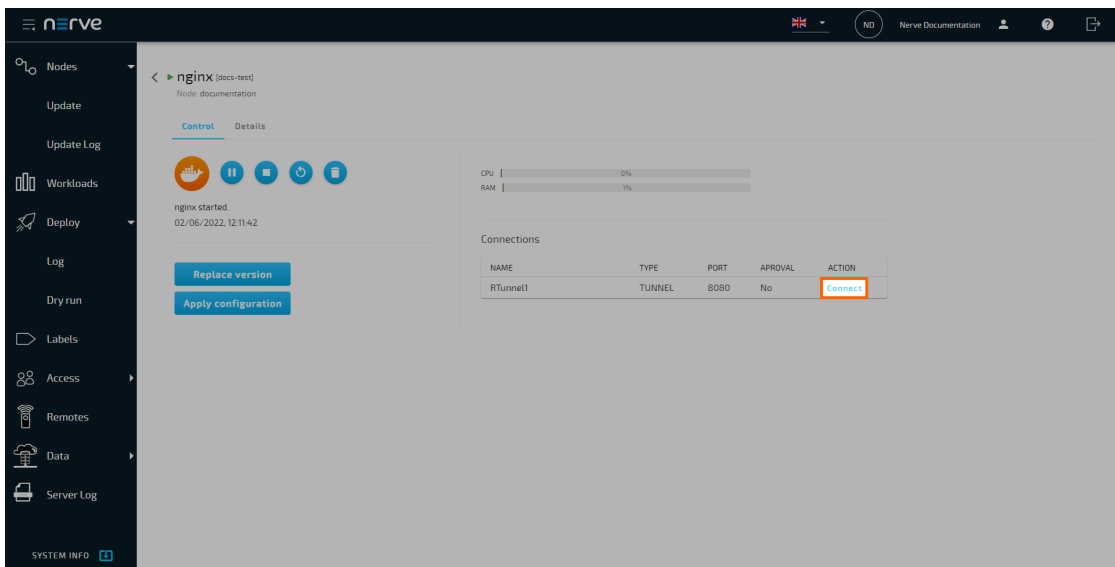 nerve
ND Nerve Documentation ?
Nodes
Update
Update Log
Workloads
Deploy
Log
Dry run
Labels
Access
Remotes
Data
Server Log
SYSTEM INFO
nginx [docs-test]
Node: documentation
Control Details
nginx started.
02/06/2022, 12:11:42
Replace version
Apply configuration
CPU 0%
RAM 1%
Connections
NAME TYPE PORT APROVAL ACTION
RTunnel1 TUNNEL 8080 No Connect